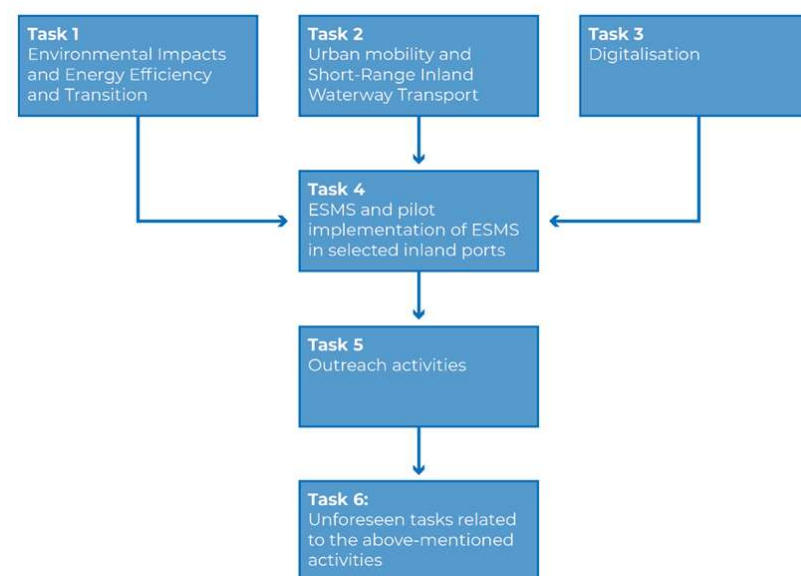 Task 1
Environmental Impacts
and Energy Efficiency
and Transition
Task 2
Urban mobility and
Short-Range Inland
Waterway Transport
Task 3
Digitalisation
Task 4
ESMS and pilot
implementation of ESMS
in selected inland ports
Task 5
Outreach activities
Task 6:
Unforeseen tasks related
to the above-mentioned
activities